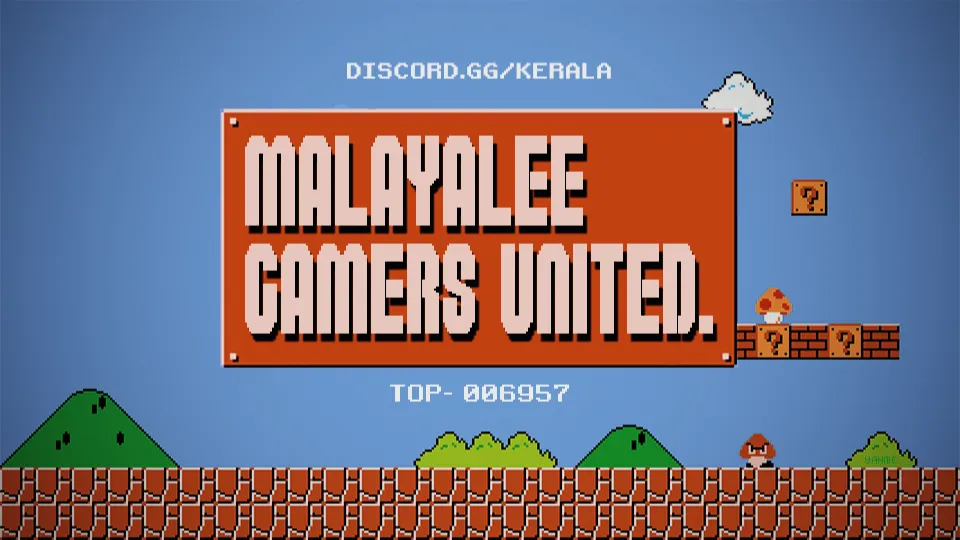 DISCORD.GG/KERALA
MALAYALEE
GAMERS UNITED.
?
? ?
TOP- 006957